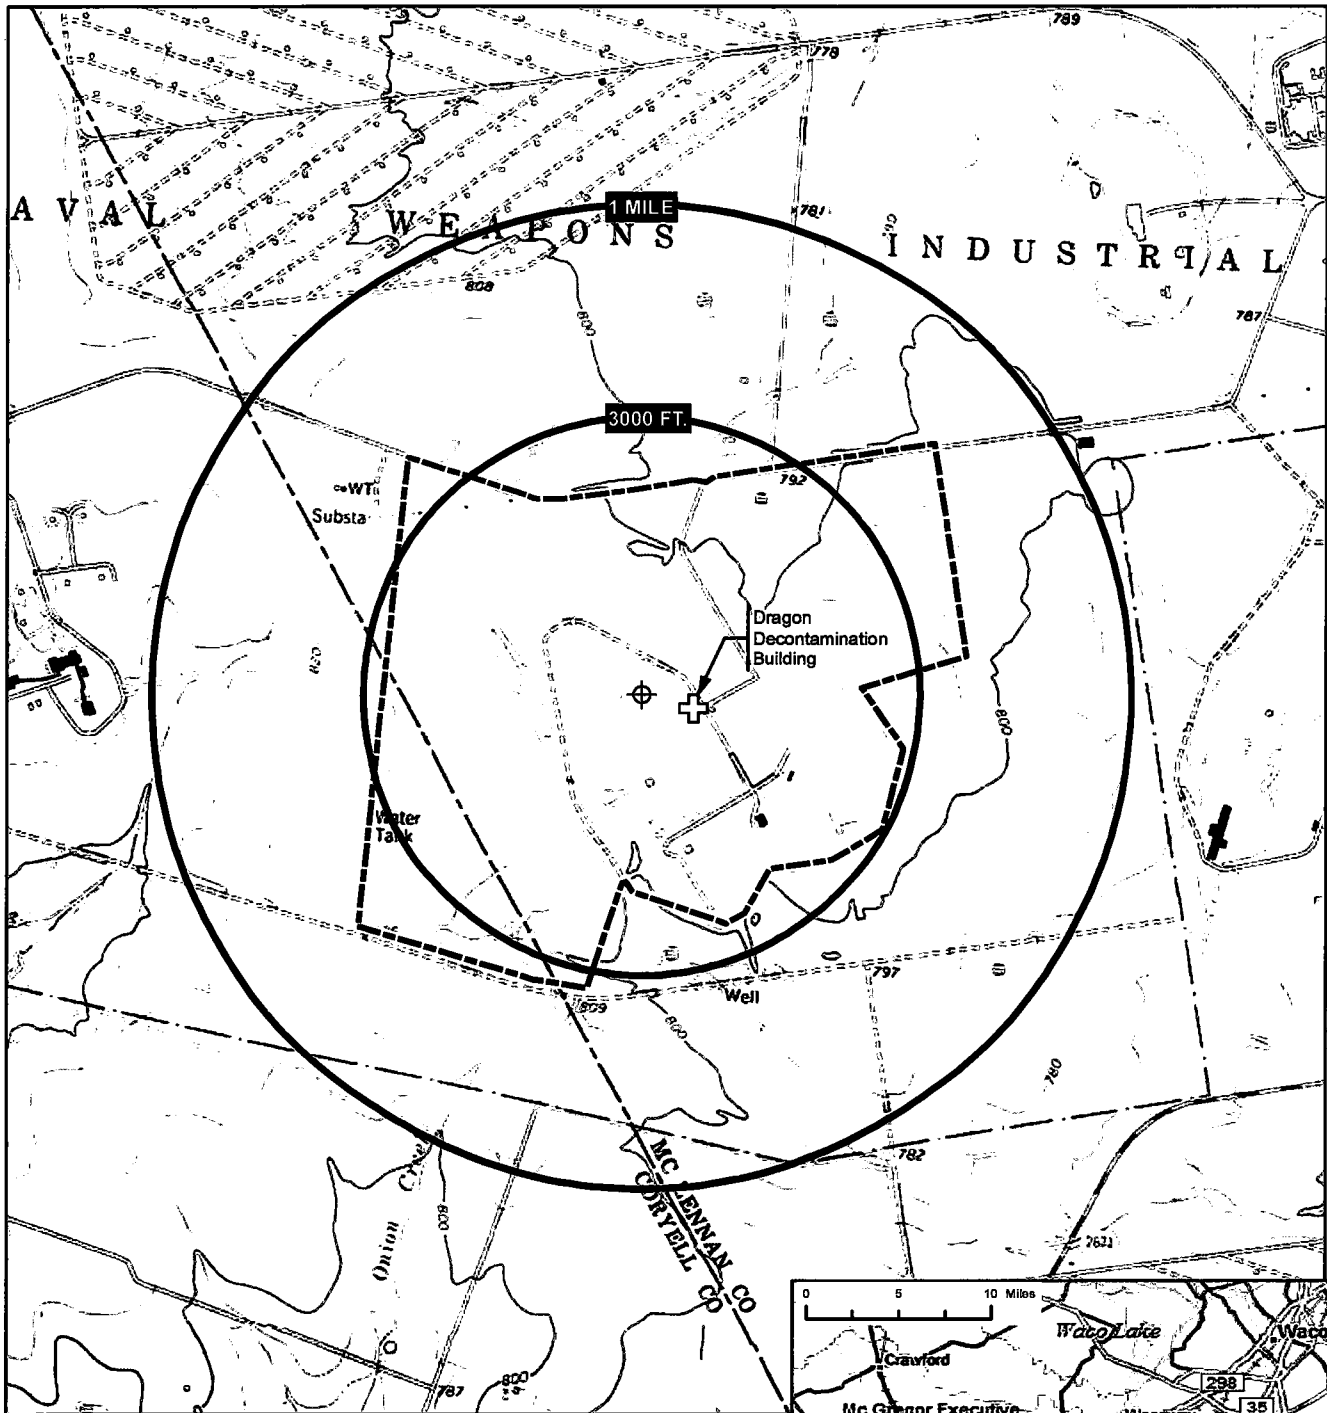 789
778
AVAL WEAPONS INDUSTRIAL
1 MILE
781
808
787
800
3000 FT.
WT
792
Substa
Dragon
Decontamination
Building
820
800
Water
Tank
797
Well
809
800
780
782
MC LENNAN CO
CORYELL CO
Onion Creek
800
800
787
0 5 10 Miles
Waco Lake
Waco
Crawford
298
Mc Gregor Executive
35